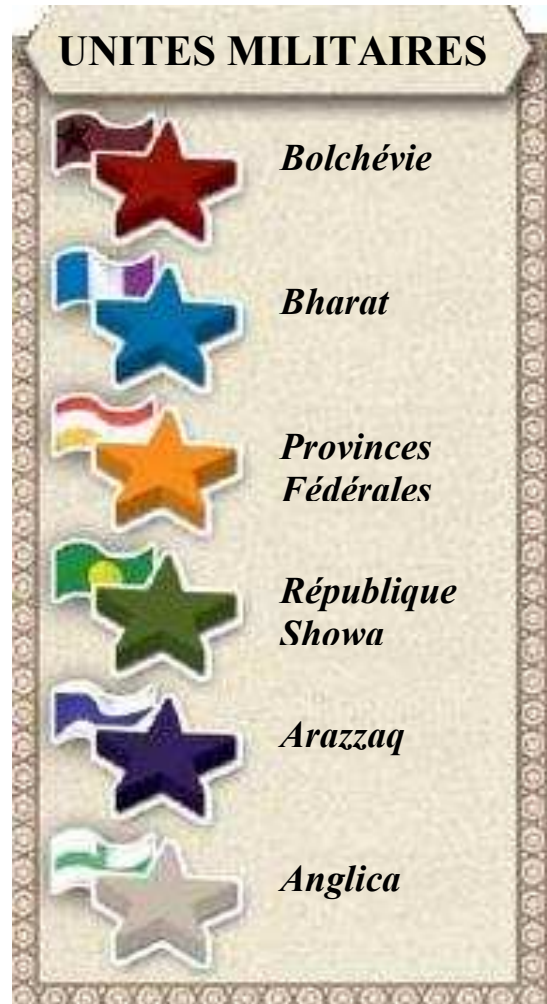 UNITES MILITAIRES
Bolchévie
Bharat
Provinces
Fédérales
République
Showa
Arazzaq
Anglica